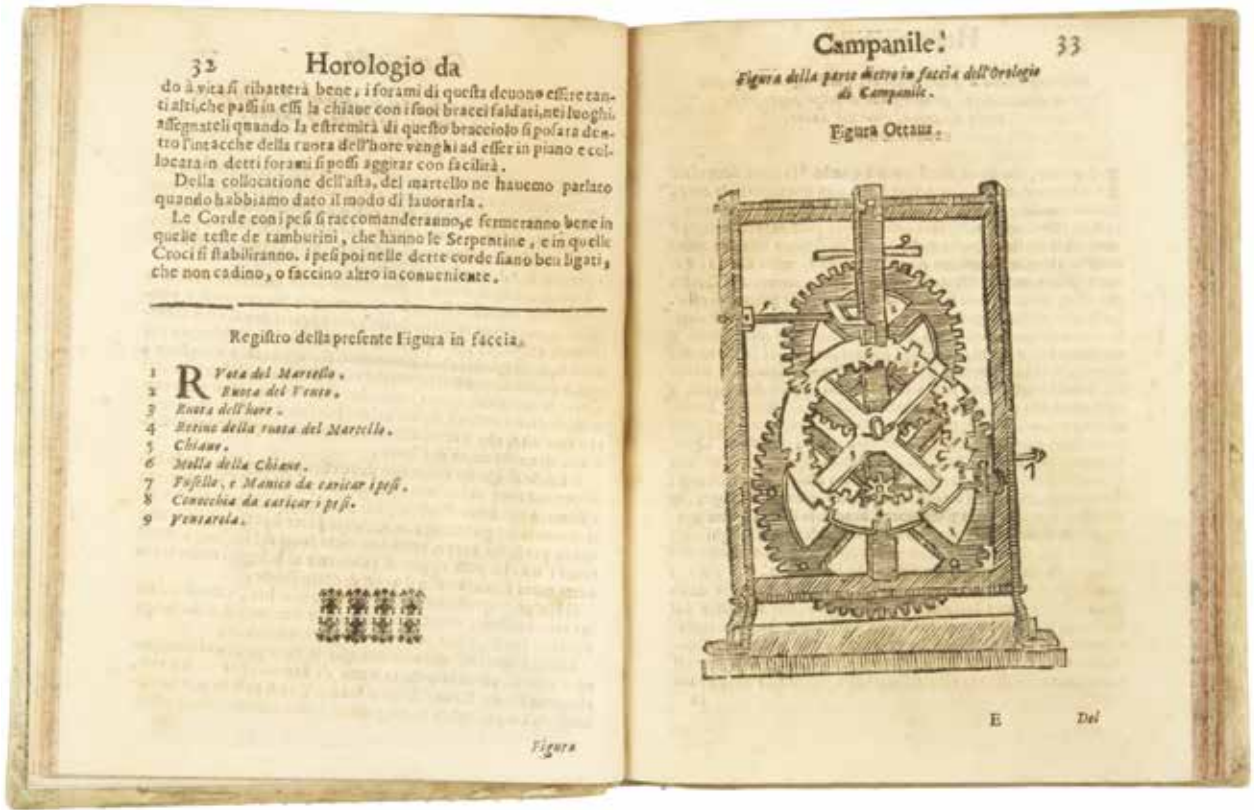 32 Horologio da
do à vita si ribatterà bene, i forami di questa deuono essere tan-
ti alti, che passi in essi la chiaue con i suoi bracci saldati, nei luoghi
assegnateli quando la estremità di questo bracciolo si posara den-
tro l'intacche della ruota dell'hore venghi ad esser in piano e col-
locata in detti forami si possi aggirar con facilità.
Della collocatione dell'asta, del martello ne hauemo parlato
quando habbiamo dato il modo di lauorarla.
Le Corde con i pesi si raccomanderanno, e fermeranno bene in
quelle teste de tamburini, che hanno le Serpentine, e in quelle
Croci si stabiliranno. i pesi poi nelle dette corde siano ben ligati,
che non cadino, o faccino altro inconueniente.
Registro della presente Figura in faccia.
1 RVota del Martello.
2 Ruota del Vento.
3 Ruota dell'hore.
4 Rotino della ruota del Martello.
5 Chiaue.
6 Molla della Chiaue.
7 Fusello, e Manico da caricar i pesi.
8 Conocchia da caricar i pesi.
9 Ventarola.
Figura
Campanile. 33
Figura della parte dietro in faccia dell'Orologio
di Campanile.
Figura Ottaua.
E Del